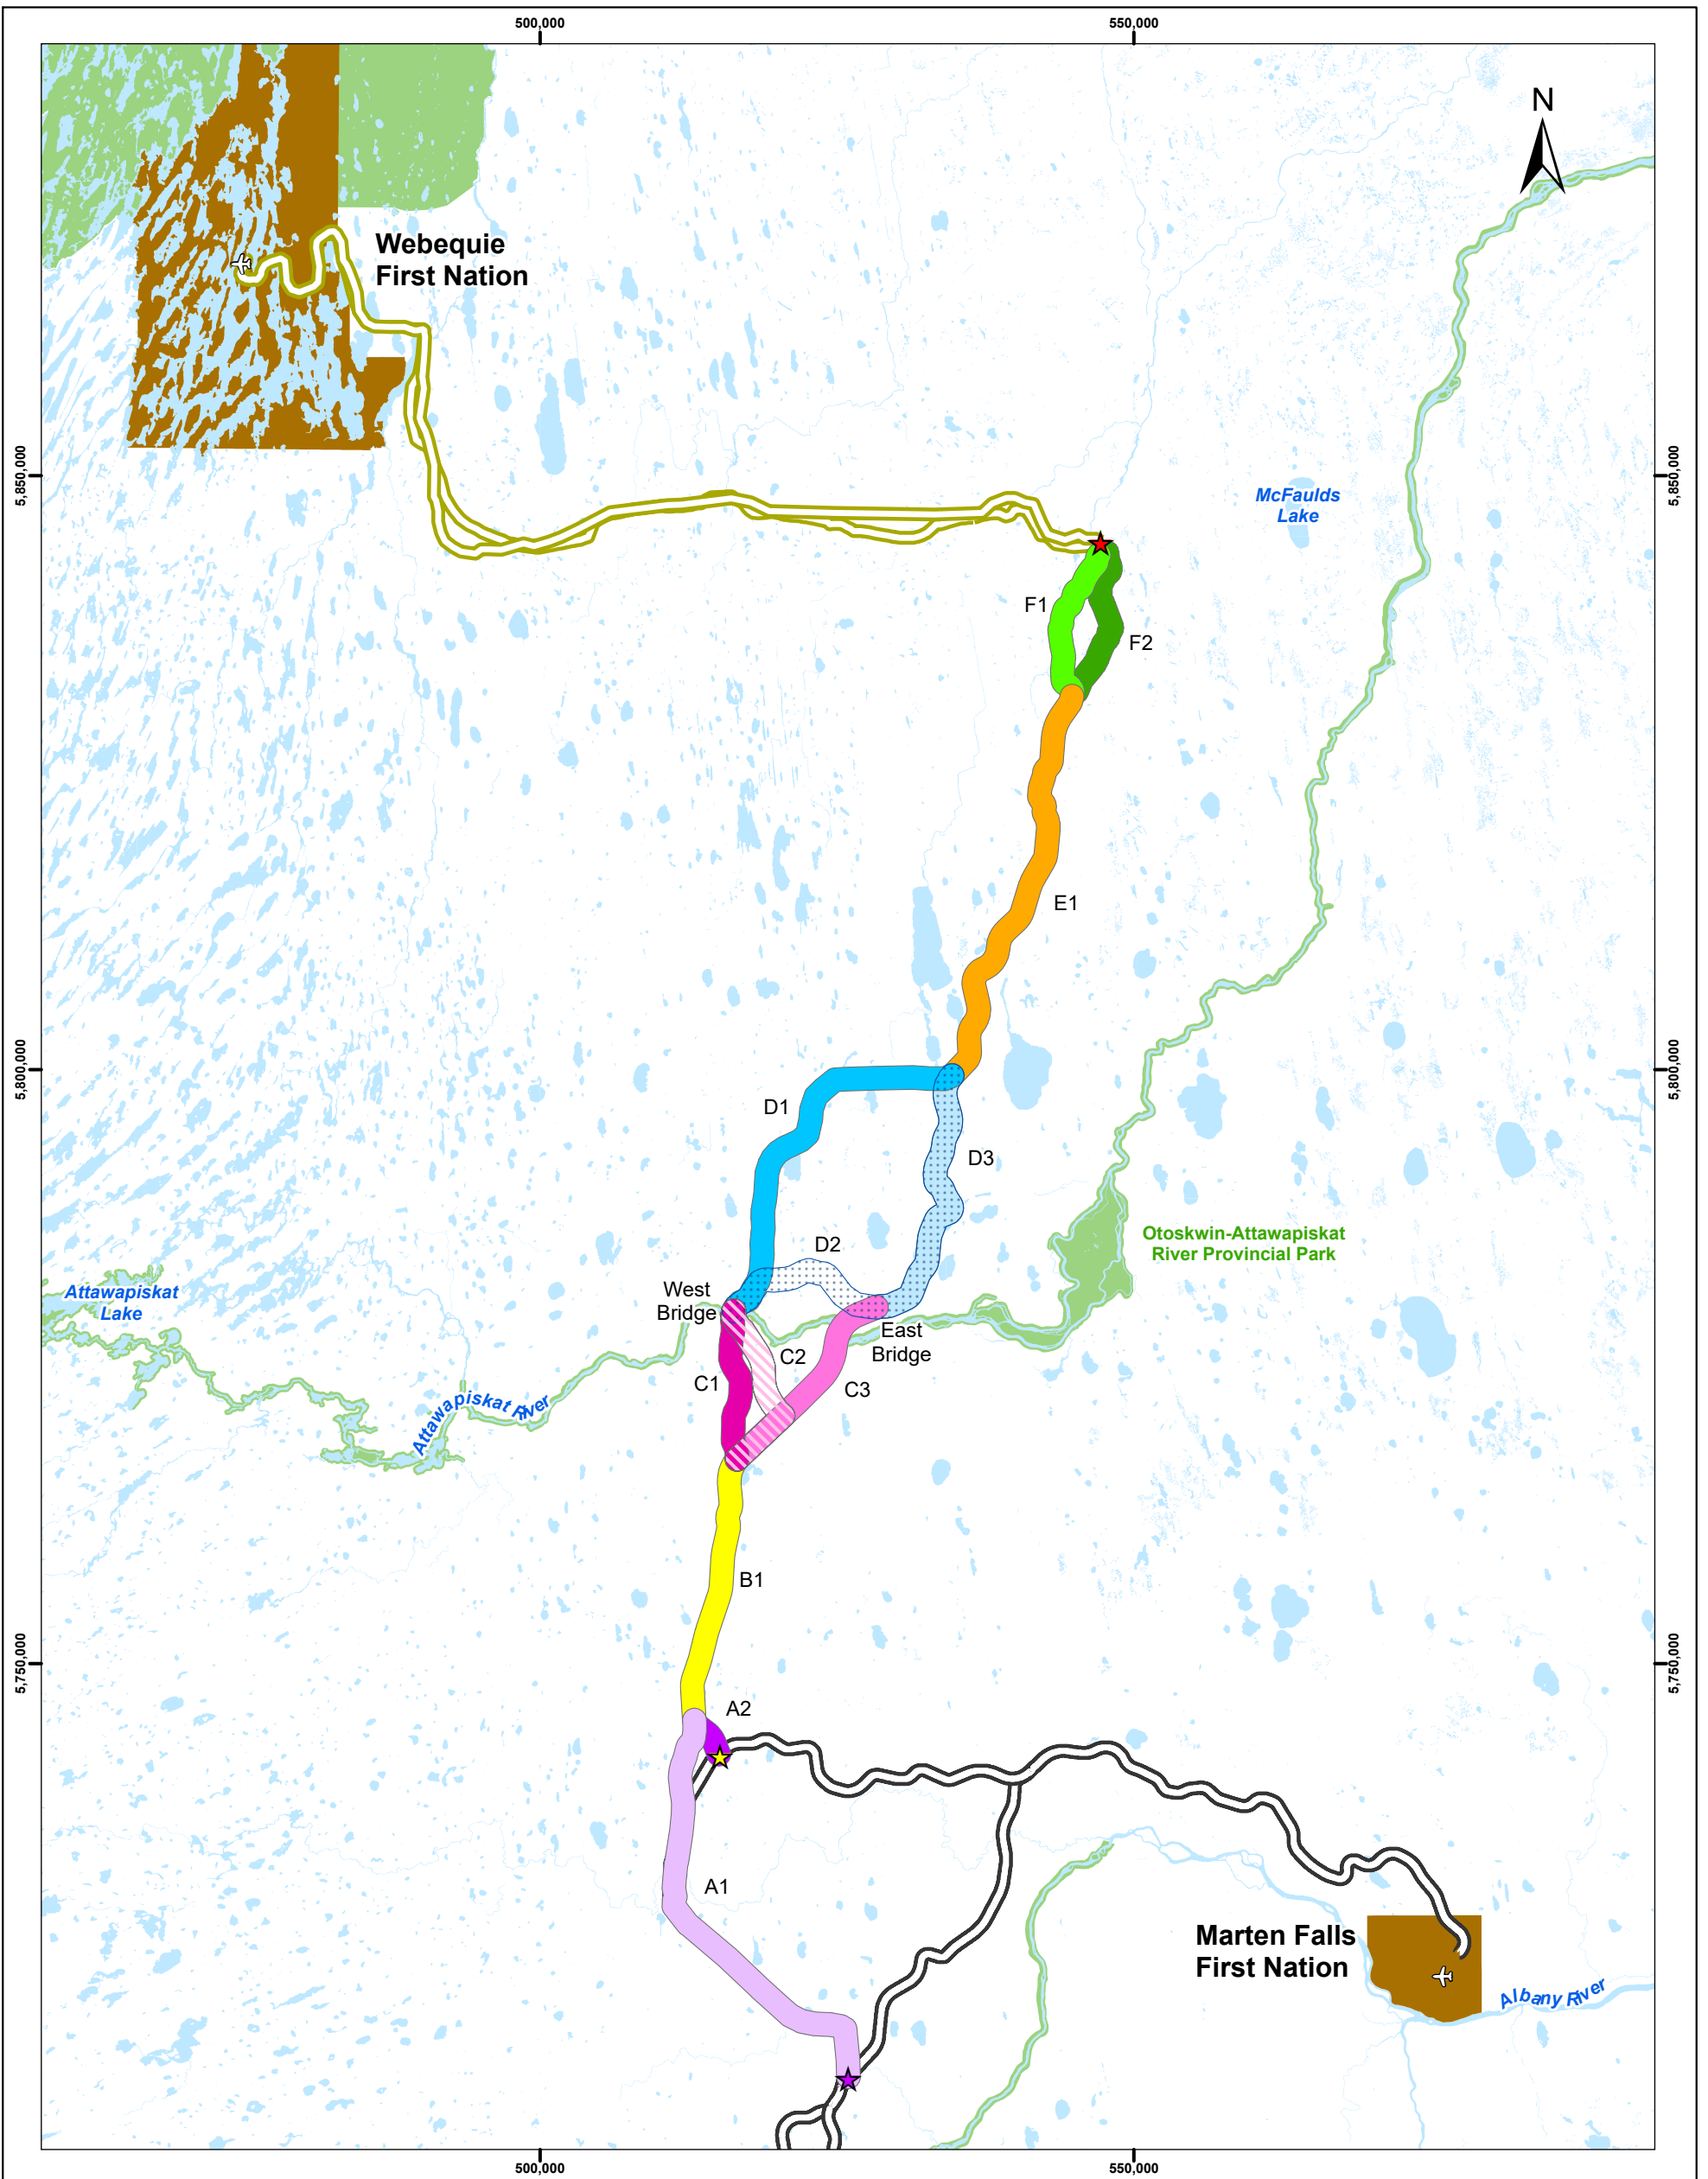 500,000
550,000
N
Webequie
First Nation
5,850,000
5,850,000
McFaulds
Lake
F1
F2
E1
5,800,000
5,800,000
D1
D3
D2
Otoskwin-Attawapiskat
River Provincial Park
Attawapiskat
Lake
West
Bridge
East
Bridge
C2
C1
C3
Attawapiskat River
B1
5,750,000
5,750,000
A2
A1
Marten Falls
First Nation
Albany River
500,000
550,000